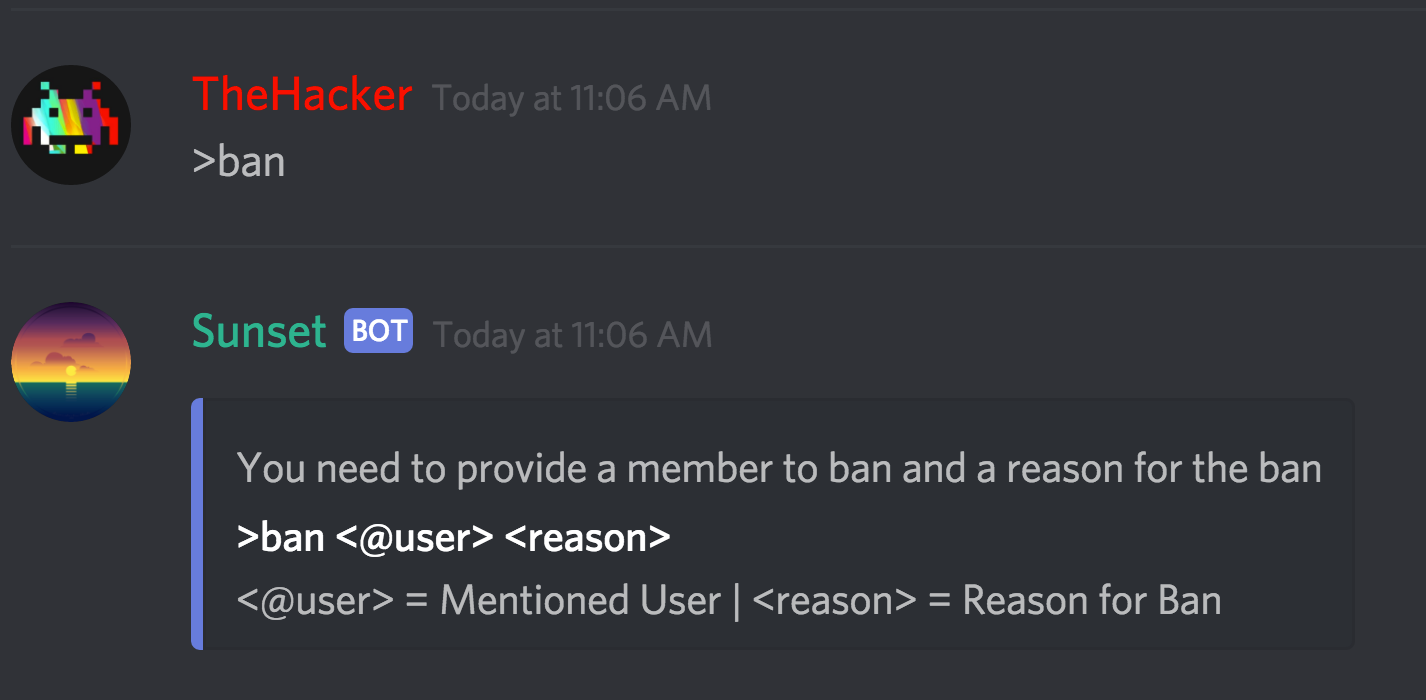 TheHacker Today at 11:06 AM
>ban
Sunset BOT Today at 11:06 AM
You need to provide a member to ban and a reason for the ban
>ban <@user> <reason>
<@user> = Mentioned User | <reason> = Reason for Ban